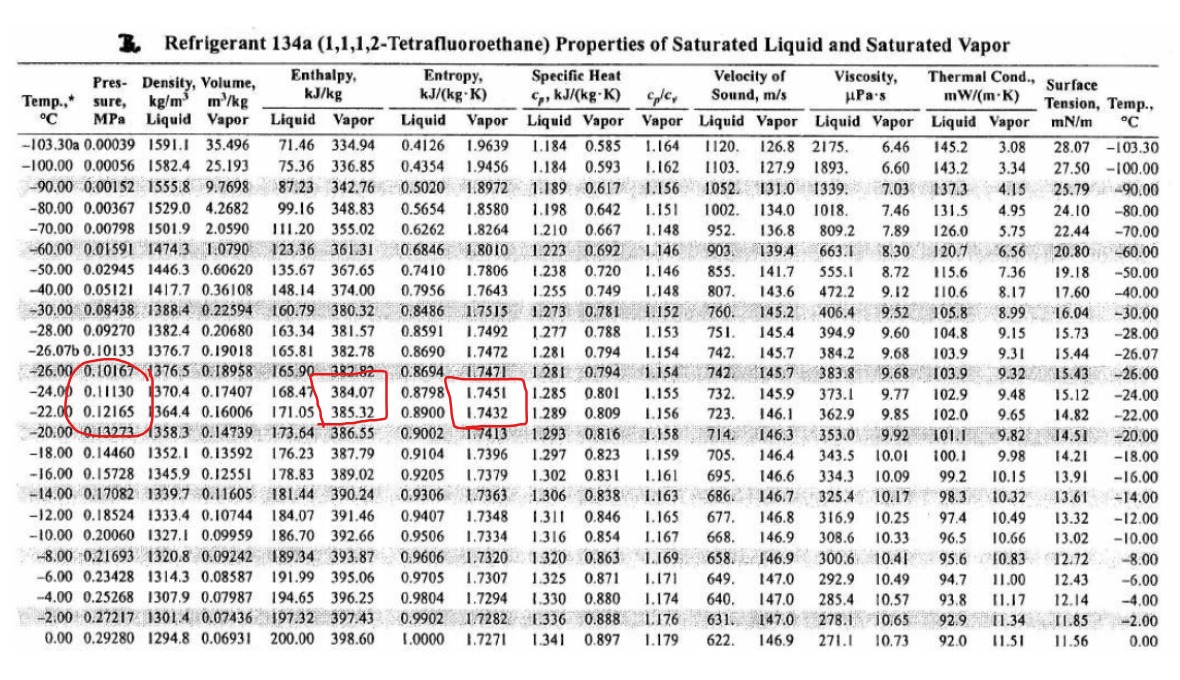 Refrigerant 134a (1,1,1,2-Tetrafluoroethane) Properties of Saturated Liquid and Saturated Vapor
Pres- Density, Volume, Enthalpy, Entropy, Specific Heat Velocity of Viscosity, Thermal Cond., Surface
Temp.,* sure, kg/m³ m³/kg kJ/kg kJ/(kg·K) cp, kJ/(kg·K) cp/cv Sound, m/s μPa·s mW/(m·K) Tension, Temp.,
°C MPa Liquid Vapor Liquid Vapor Liquid Vapor Liquid Vapor Vapor Liquid Vapor Liquid Vapor Liquid Vapor mN/m °C
-103.30a 0.00039 1591.1 35.496 71.46 334.94 0.4126 1.9639 1.184 0.585 1.164 1120. 126.8 2175. 6.46 145.2 3.08 28.07 -103.30
-100.00 0.00056 1582.4 25.193 75.36 336.85 0.4354 1.9456 1.184 0.593 1.162 1103. 127.9 1893. 6.60 143.2 3.34 27.50 -100.00
-90.00 0.00152 1555.8 9.7698 87.23 342.76 0.5020 1.8972 1.189 0.617 1.156 1052. 131.0 1339. 7.03 137.3 4.15 25.79 -90.00
-80.00 0.00367 1529.0 4.2682 99.16 348.83 0.5654 1.8580 1.198 0.642 1.151 1002. 134.0 1018. 7.46 131.5 4.95 24.10 -80.00
-70.00 0.00798 1501.9 2.0590 111.20 355.02 0.6262 1.8264 1.210 0.667 1.148 952. 136.8 809.2 7.89 126.0 5.75 22.44 -70.00
-60.00 0.01591 1474.3 1.0790 123.36 361.31 0.6846 1.8010 1.223 0.692 1.146 903. 139.4 663.1 8.30 120.7 6.56 20.80 -60.00
-50.00 0.02945 1446.3 0.60620 135.67 367.65 0.7410 1.7806 1.238 0.720 1.146 855. 141.7 555.1 8.72 115.6 7.36 19.18 -50.00
-40.00 0.05121 1417.7 0.36108 148.14 374.00 0.7956 1.7643 1.255 0.749 1.148 807. 143.6 472.2 9.12 110.6 8.17 17.60 -40.00
-30.00 0.08438 1388.4 0.22594 160.79 380.32 0.8486 1.7515 1.273 0.781 1.152 760. 145.2 406.4 9.52 105.8 8.99 16.04 -30.00
-28.00 0.09270 1382.4 0.20680 163.34 381.57 0.8591 1.7492 1.277 0.788 1.153 751. 145.4 394.9 9.60 104.8 9.15 15.73 -28.00
-26.07b 0.10133 1376.7 0.19018 165.81 382.78 0.8690 1.7472 1.281 0.794 1.154 742. 145.7 384.2 9.68 103.9 9.31 15.44 -26.07
-26.00 0.10167 1376.5 0.18958 165.90 382.82 0.8694 1.7471 1.281 0.794 1.154 742. 145.7 383.8 9.68 103.9 9.32 15.43 -26.00
-24.00 0.11130 1370.4 0.17407 168.47 384.07 0.8798 1.7451 1.285 0.801 1.155 732. 145.9 373.1 9.77 102.9 9.48 15.12 -24.00
-22.00 0.12165 1364.4 0.16006 171.05 385.32 0.8900 1.7432 1.289 0.809 1.156 723. 146.1 362.9 9.85 102.0 9.65 14.82 -22.00
-20.00 0.13273 1358.3 0.14739 173.64 386.55 0.9002 1.7413 1.293 0.816 1.158 714. 146.3 353.0 9.92 101.1 9.82 14.51 -20.00
-18.00 0.14460 1352.1 0.13592 176.23 387.79 0.9104 1.7396 1.297 0.823 1.159 705. 146.4 343.5 10.01 100.1 9.98 14.21 -18.00
-16.00 0.15728 1345.9 0.12551 178.83 389.02 0.9205 1.7379 1.302 0.831 1.161 695. 146.6 334.3 10.09 99.2 10.15 13.91 -16.00
-14.00 0.17082 1339.7 0.11605 181.44 390.24 0.9306 1.7363 1.306 0.838 1.163 686. 146.7 325.4 10.17 98.3 10.32 13.61 -14.00
-12.00 0.18524 1333.4 0.10744 184.07 391.46 0.9407 1.7348 1.311 0.846 1.165 677. 146.8 316.9 10.25 97.4 10.49 13.32 -12.00
-10.00 0.20060 1327.1 0.09959 186.70 392.66 0.9506 1.7334 1.316 0.854 1.167 668. 146.9 308.6 10.33 96.5 10.66 13.02 -10.00
-8.00 0.21693 1320.8 0.09242 189.34 393.87 0.9606 1.7320 1.320 0.863 1.169 658. 146.9 300.6 10.41 95.6 10.83 12.72 -8.00
-6.00 0.23428 1314.3 0.08587 191.99 395.06 0.9705 1.7307 1.325 0.871 1.171 649. 147.0 292.9 10.49 94.7 11.00 12.43 -6.00
-4.00 0.25268 1307.9 0.07987 194.65 396.25 0.9804 1.7294 1.330 0.880 1.174 640. 147.0 285.4 10.57 93.8 11.17 12.14 -4.00
-2.00 0.27217 1301.4 0.07436 197.32 397.43 0.9902 1.7282 1.336 0.888 1.176 631. 147.0 278.1 10.65 92.9 11.34 11.85 -2.00
0.00 0.29280 1294.8 0.06931 200.00 398.60 1.0000 1.7271 1.341 0.897 1.179 622. 146.9 271.1 10.73 92.0 11.51 11.56 0.00